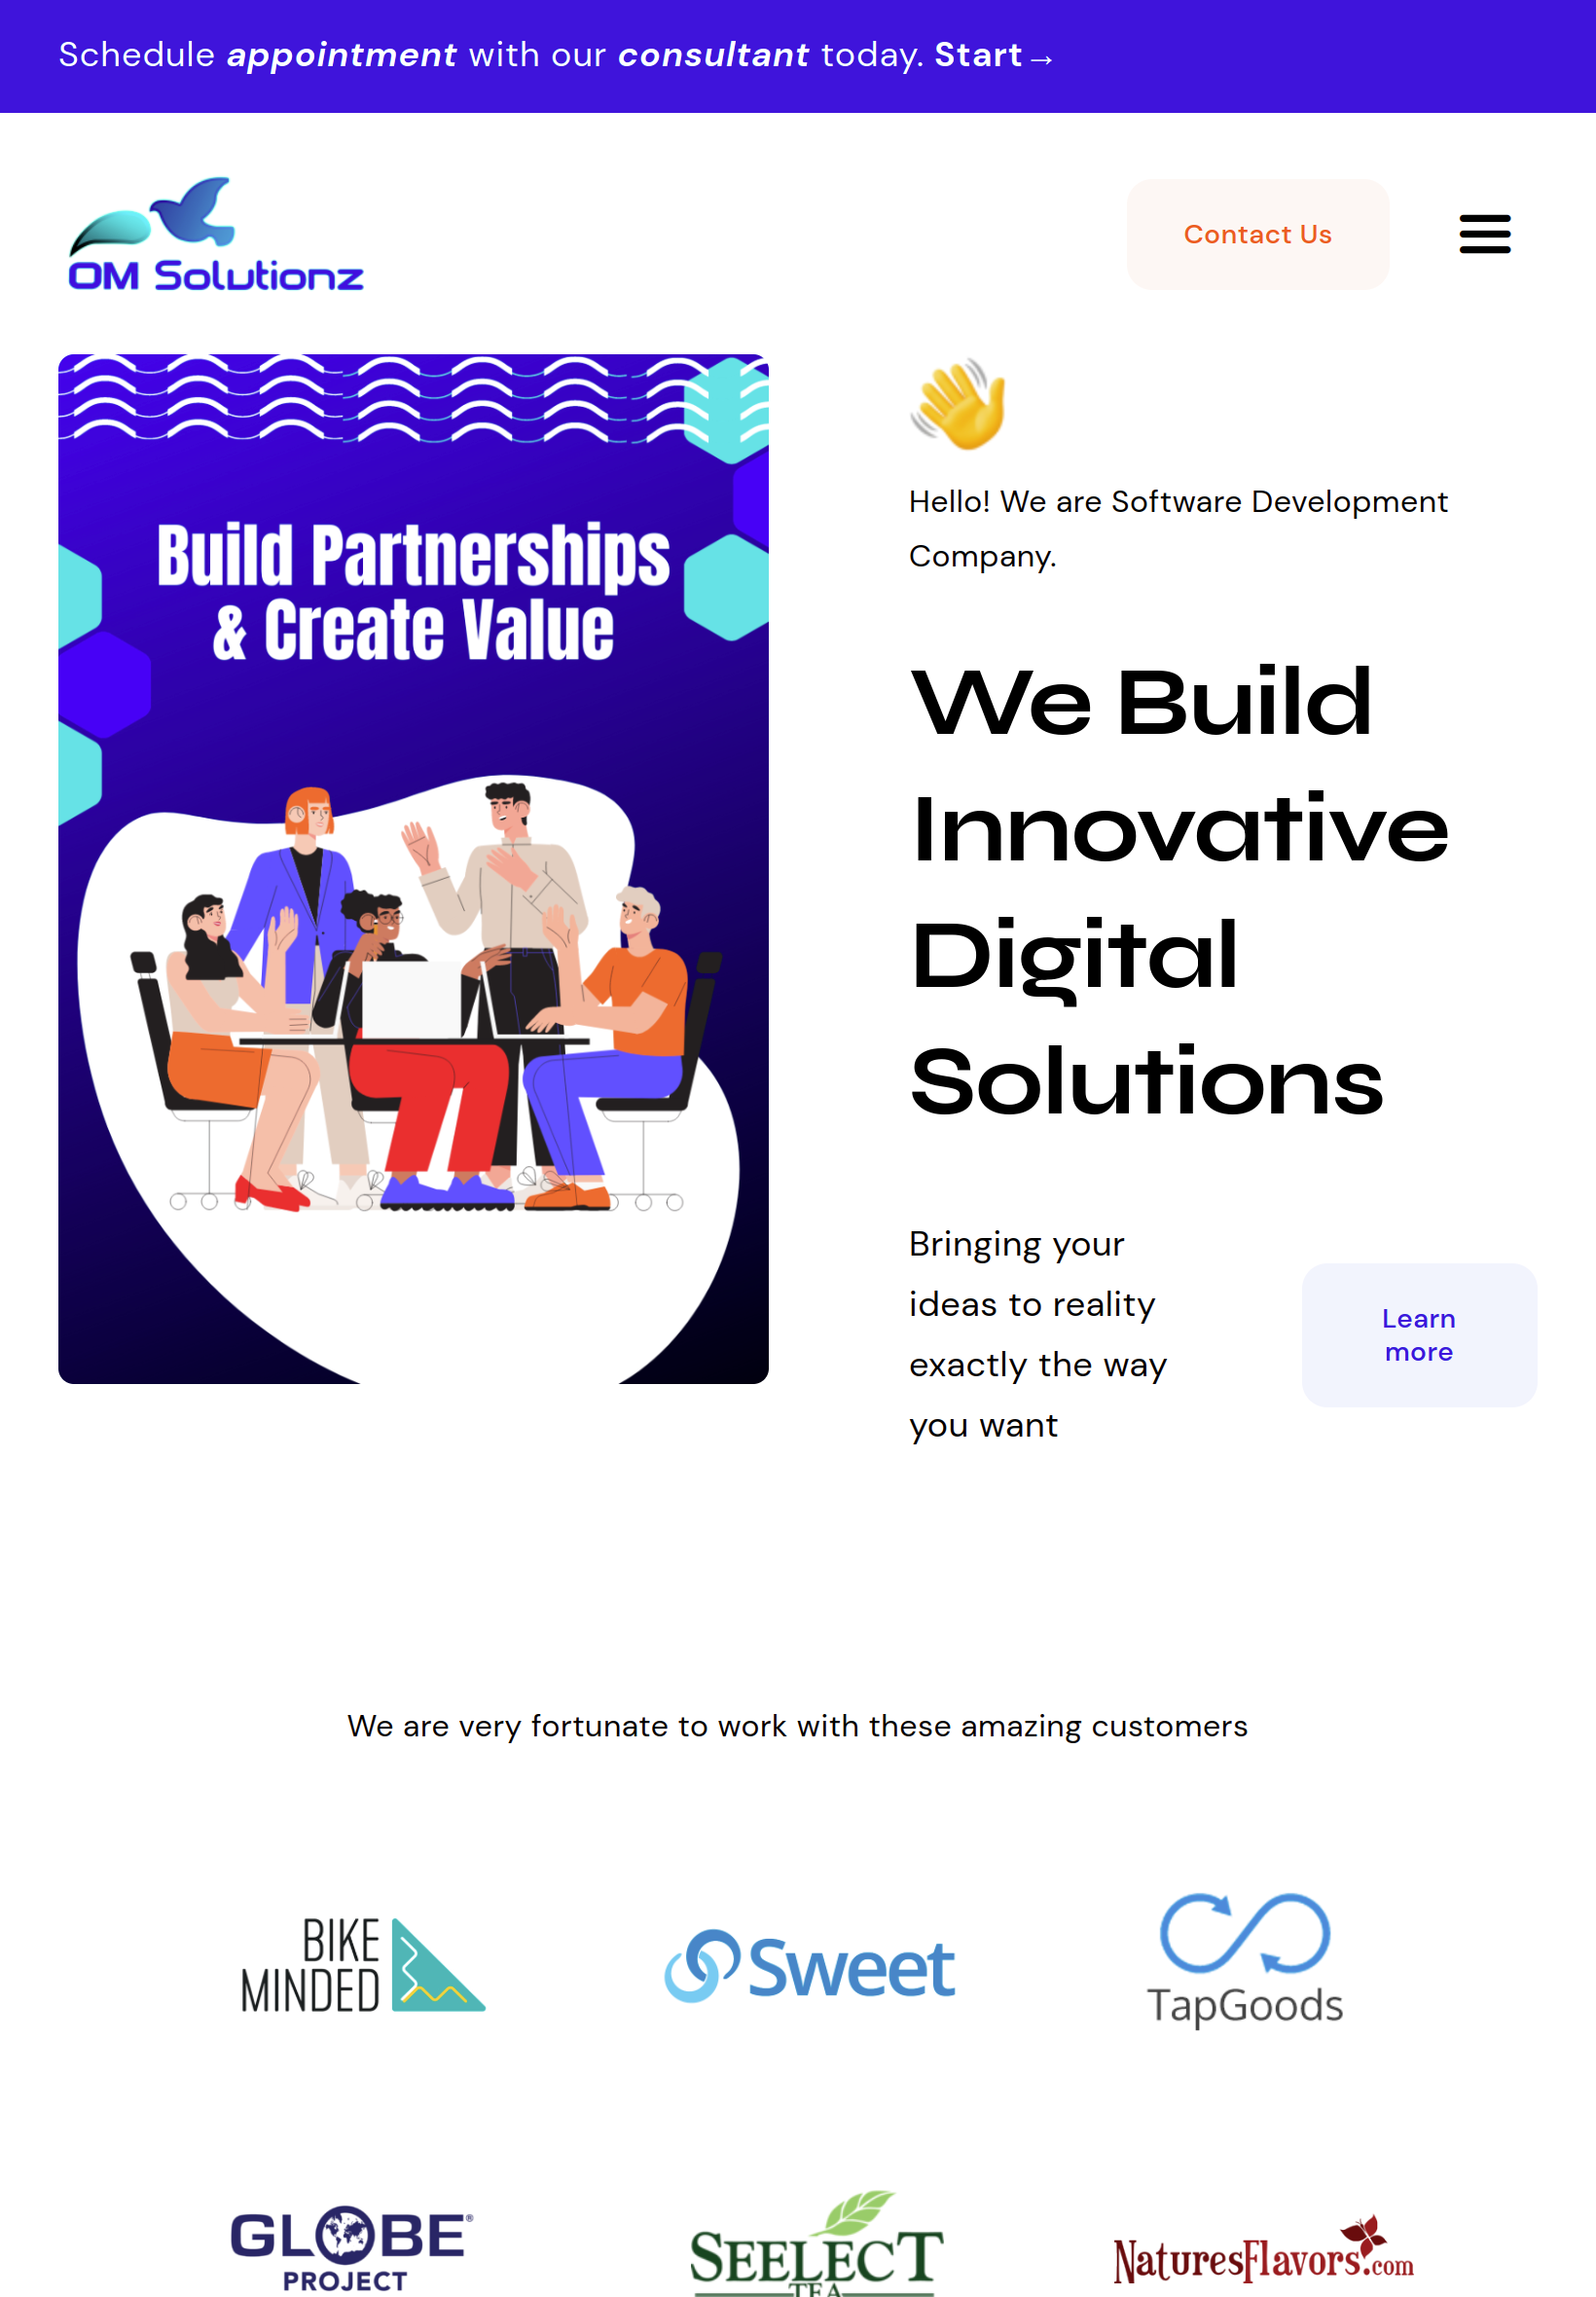 Schedule appointment with our consultant today. Start→
OM Solutionz
Contact Us
Build Partnerships
& Create Value
Hello! We are Software Development
Company.
We Build
Innovative
Digital
Solutions
Bringing your
ideas to reality
exactly the way
you want
Learn
more
We are very fortunate to work with these amazing customers
BIKE
MINDED
Sweet
TapGoods
GLOBE®
PROJECT
SEELECT
TEA
NaturesFlavors.com